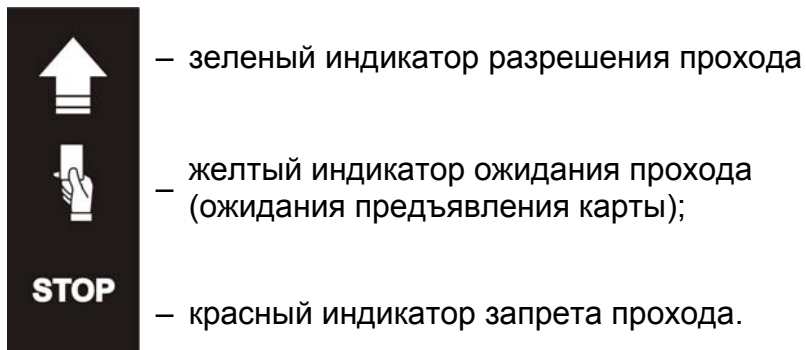 – зеленый индикатор разрешения прохода
– желтый индикатор ожидания прохода
(ожидания предъявления карты);
STOP
– красный индикатор запрета прохода.